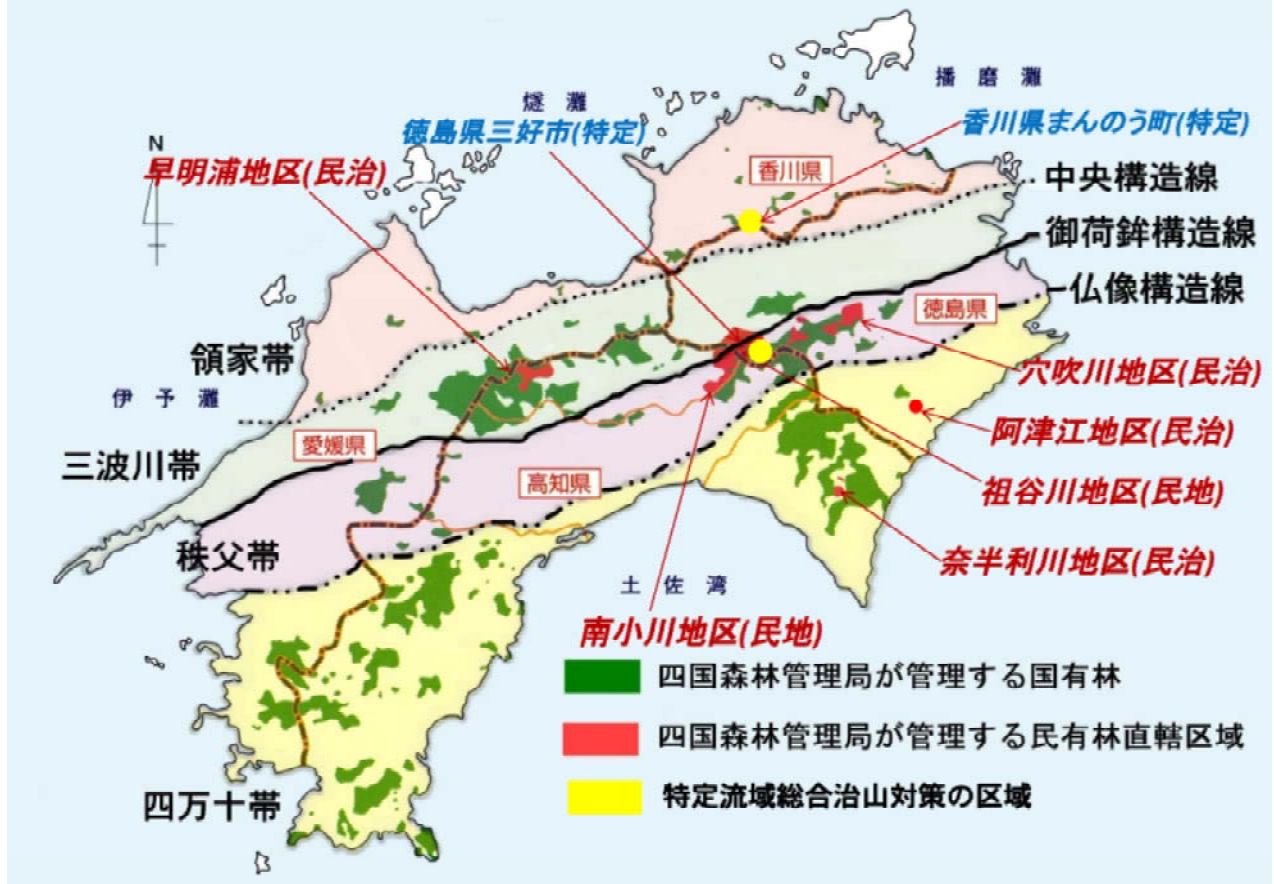 播磨灘
燧灘
徳島県三好市(特定)
香川県まんのう町(特定)
N
早明浦地区(民治)
香川県
中央構造線
御荷鉾構造線
仏像構造線
徳島県
領家帯
穴吹川地区(民治)
伊予灘
阿津江地区(民治)
愛媛県
三波川帯
高知県
祖谷川地区(民地)
秩父帯
奈半利川地区(民治)
土佐湾
南小川地区(民地)
四国森林管理局が管理する国有林
四国森林管理局が管理する民有林直轄区域
特定流域総合治山対策の区域
四万十帯